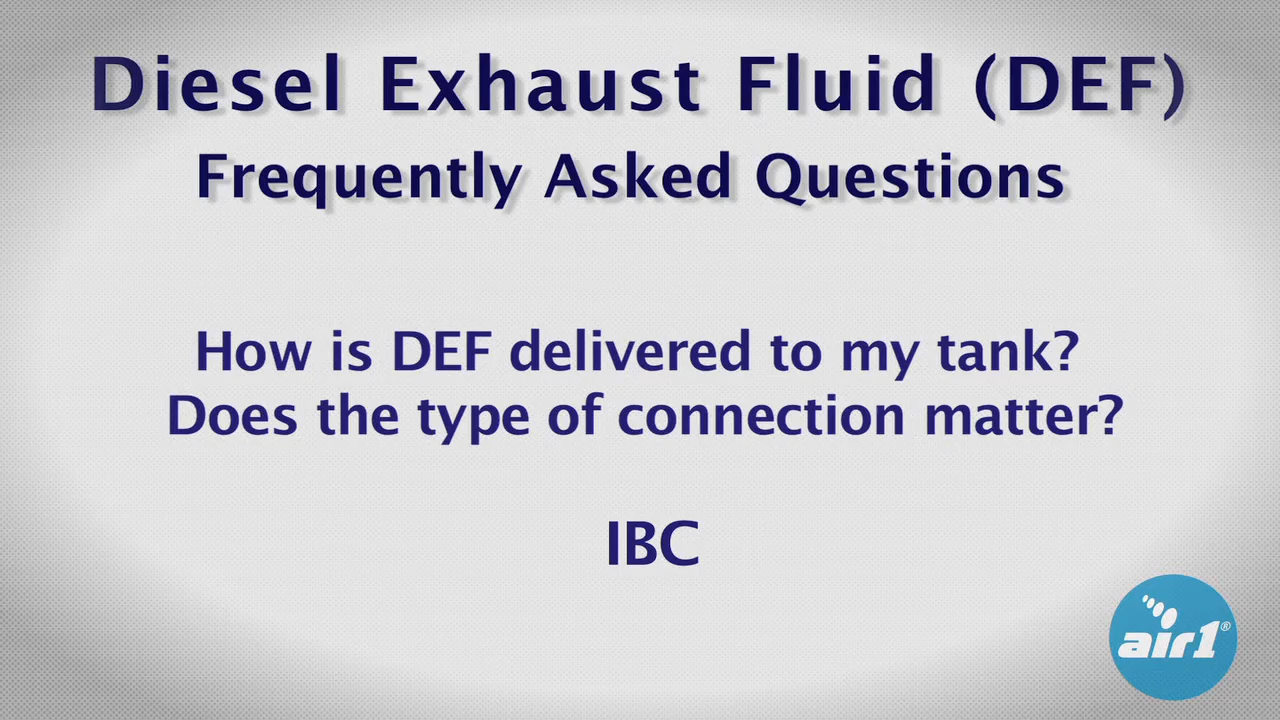 Diesel Exhaust Fluid (DEF)
Frequently Asked Questions
How is DEF delivered to my tank?
Does the type of connection matter?
IBC
air1®